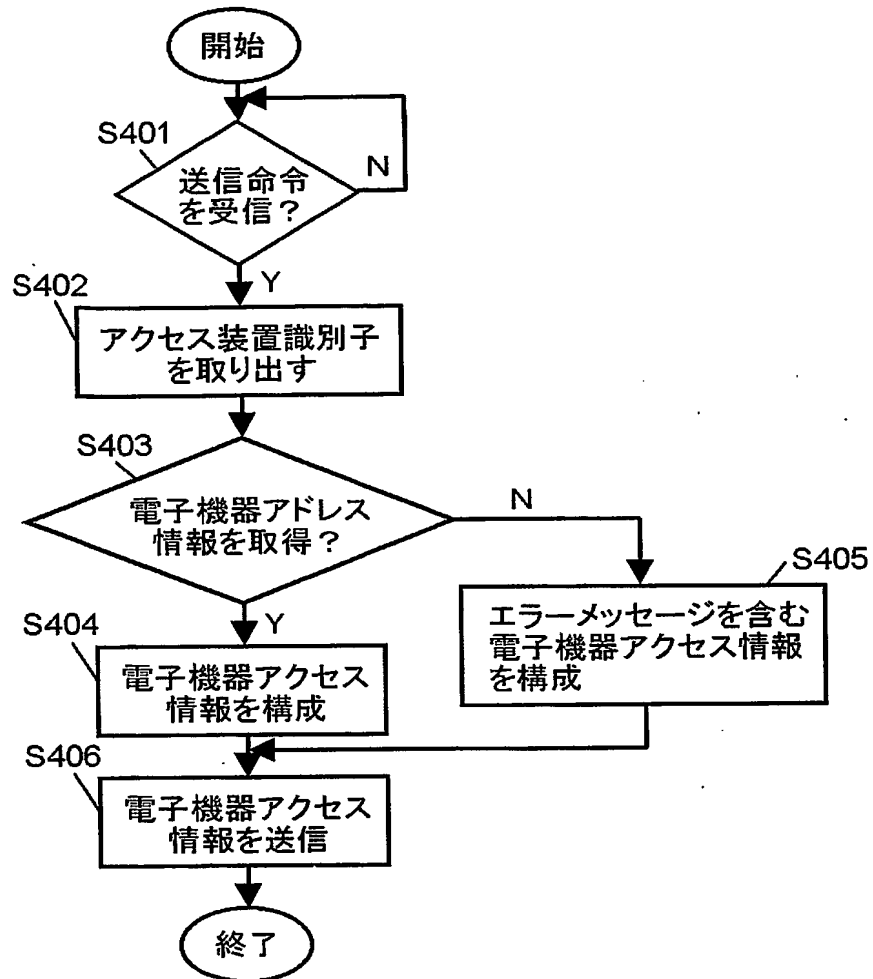 開始
S401
送信命令
を受信？
N
Y
S402
アクセス装置識別子
を取り出す
S403
電子機器アドレス
情報を取得？
N
Y
S404
電子機器アクセス
情報を構成
S405
エラーメッセージを含む
電子機器アクセス情報
を構成
S406
電子機器アクセス
情報を送信
終了